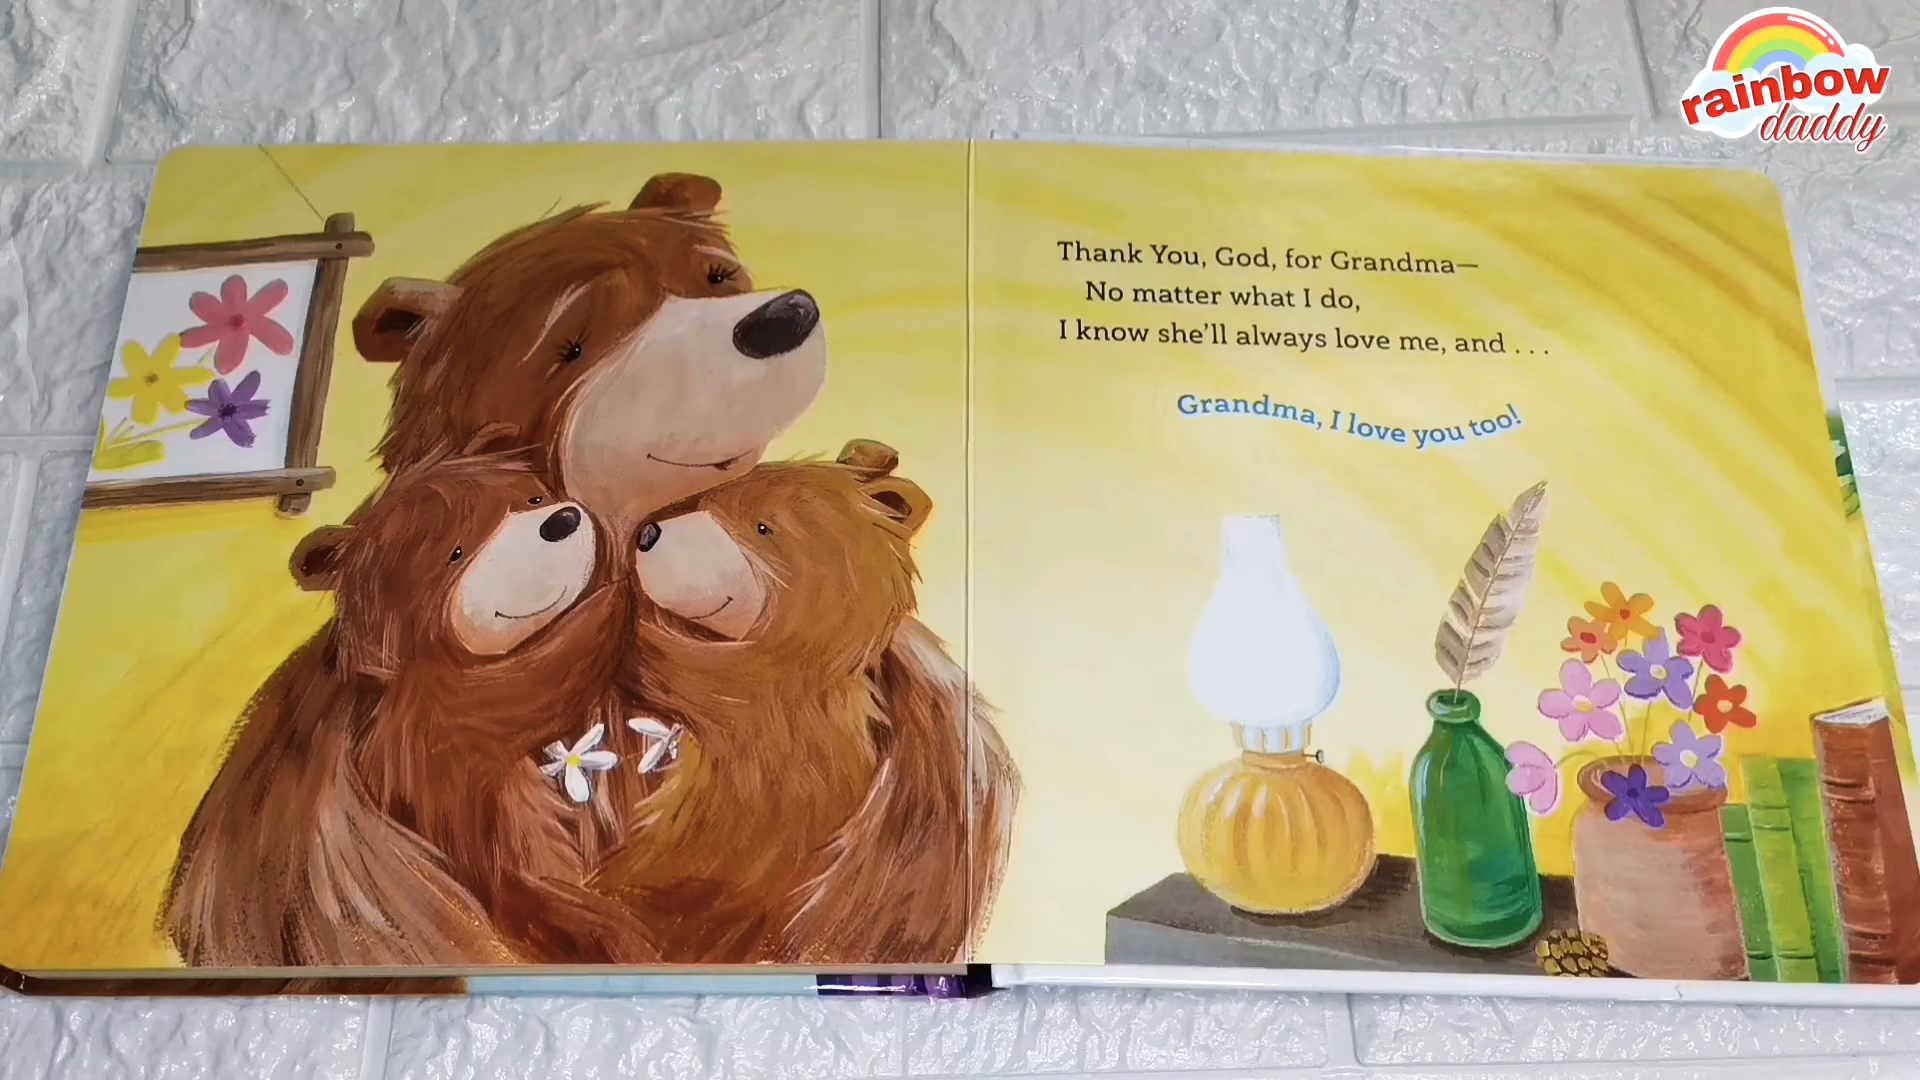 rainbow
daddy
Thank You, God, for Grandma—
No matter what I do,
I know she'll always love me, and . . .
Grandma, I love you too!